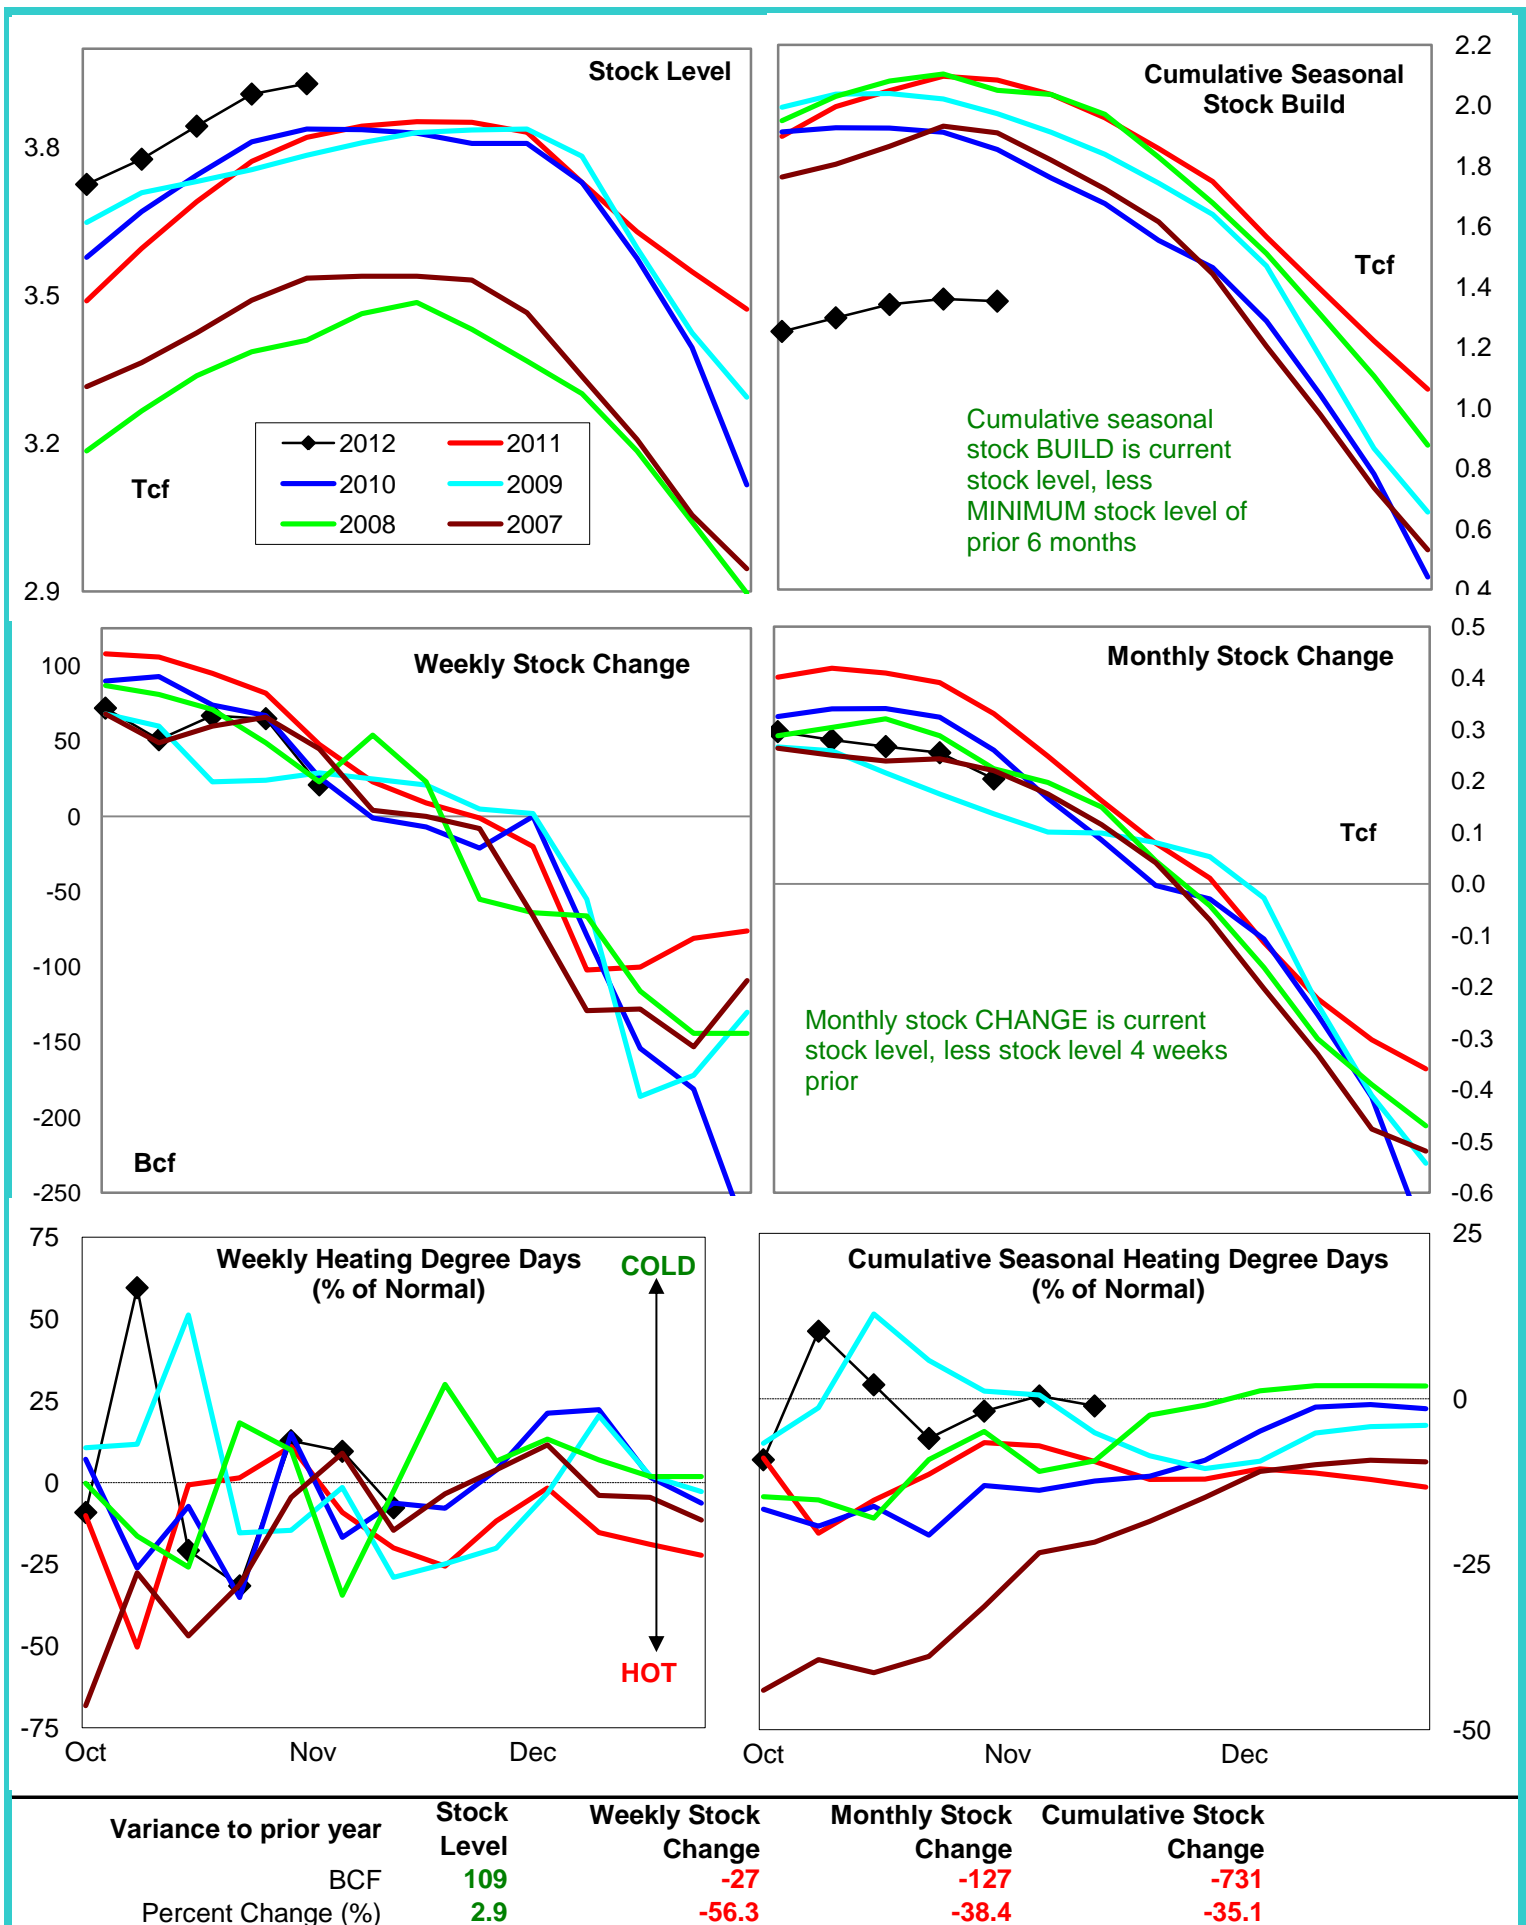 Stock Level
3.8
3.5
3.2
2.9
Tcf
2012
2011
2010
2009
2008
2007
Cumulative Seasonal
Stock Build
2.2
2.0
1.8
1.6
1.4
1.2
1.0
0.8
0.6
0.4
Tcf
Cumulative seasonal
stock BUILD is current
stock level, less
MINIMUM stock level of
prior 6 months
Weekly Stock Change
100
50
0
-50
-100
-150
-200
-250
Bcf
Monthly Stock Change
0.5
0.4
0.3
0.2
0.1
0.0
-0.1
-0.2
-0.3
-0.4
-0.5
-0.6
Tcf
Monthly stock CHANGE is current
stock level, less stock level 4 weeks
prior
Weekly Heating Degree Days
(% of Normal)
75
50
25
0
-25
-50
-75
COLD
HOT
Oct Nov Dec
Cumulative Seasonal Heating Degree Days
(% of Normal)
25
0
-25
-50
Oct Nov Dec
Variance to prior year Stock Level Weekly Stock Change Monthly Stock Change Cumulative Stock Change
BCF 109 -27 -127 -731
Percent Change (%) 2.9 -56.3 -38.4 -35.1